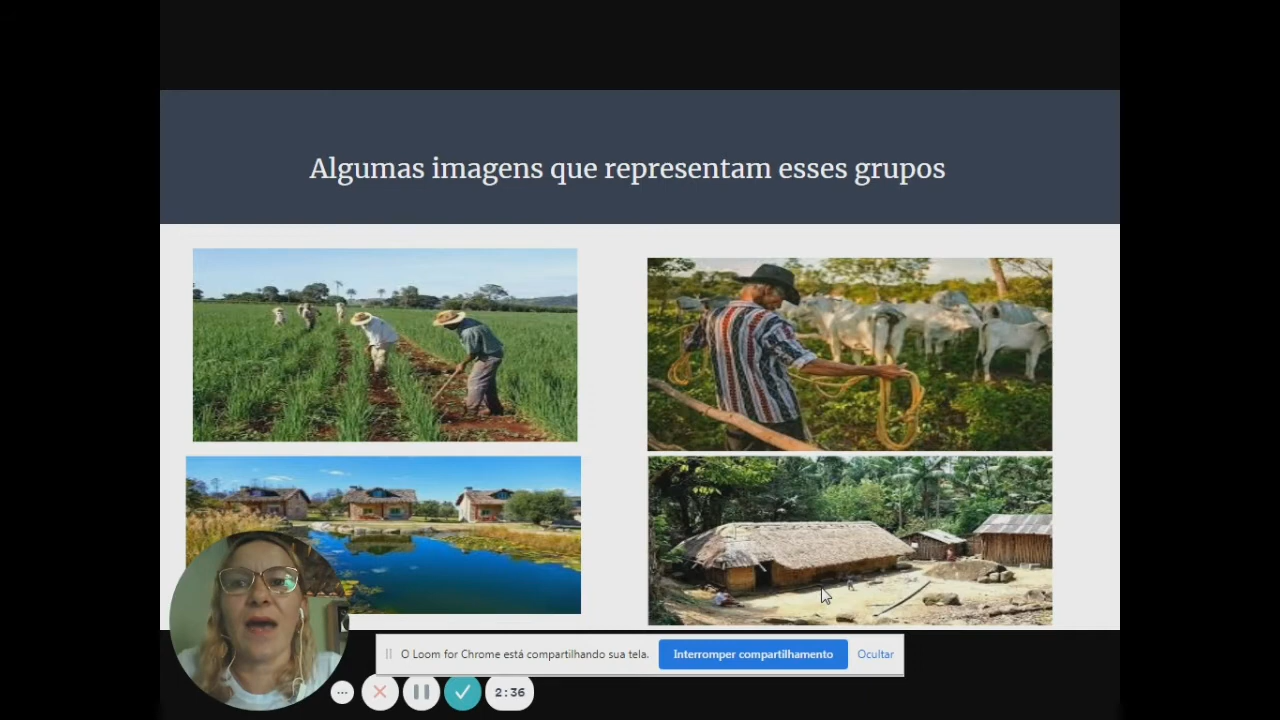 Algumas imagens que representam esses grupos
O Loom for Chrome está compartilhando sua tela. Interromper compartilhamento Ocultar
2:36